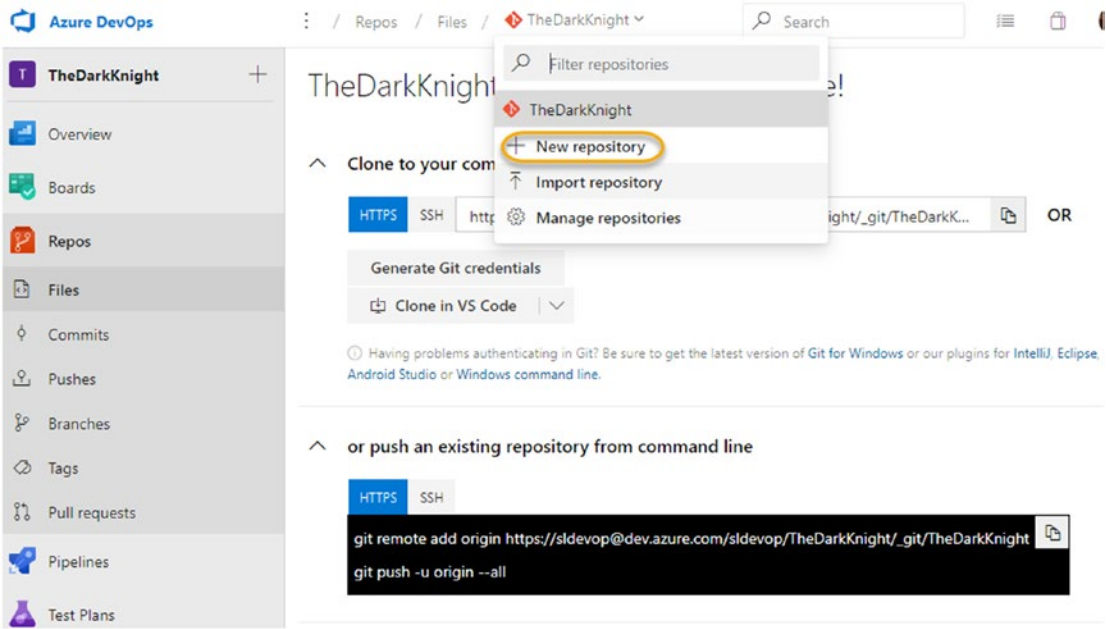 Azure DevOps
/ Repos / Files / TheDarkKnight
Search
T TheDarkKnight
Overview
Boards
Repos
Files
Commits
Pushes
Branches
Tags
Pull requests
Pipelines
Test Plans
Filter repositories
TheDarkKnight
New repository
Import repository
Manage repositories
TheDarkKnight e!
Clone to your com
HTTPS SSH http ight/_git/TheDarkK... OR
Generate Git credentials
Clone in VS Code
Having problems authenticating in Git? Be sure to get the latest version of Git for Windows or our plugins for IntelliJ, Eclipse,
Android Studio or Windows command line.
or push an existing repository from command line
HTTPS SSH
git remote add origin https://sldevop@dev.azure.com/sldevop/TheDarkKnight/_git/TheDarkKnight
git push -u origin --all